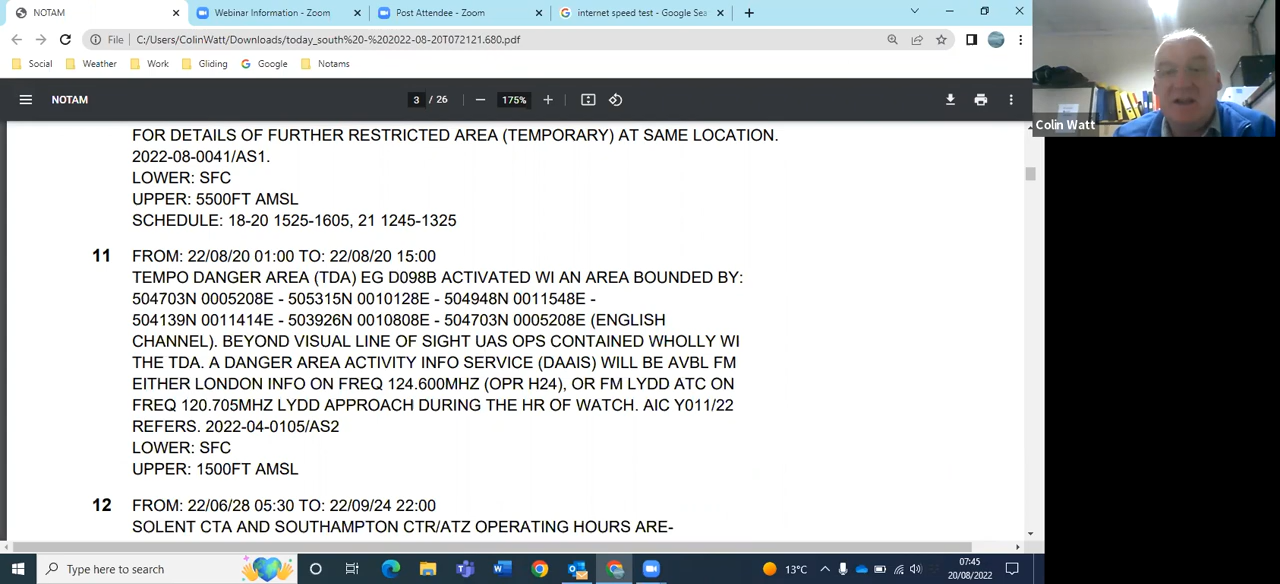 NOTAM
Webinar Information - Zoom
Post Attendee - Zoom
internet speed test - Google Sea
File
C:/Users/ColinWatt/Downloads/today_south%20-%202022-08-20T072121.680.pdf
Social Weather Work Gliding Google Notams
NOTAM
3 / 26
175%
Colin Watt
FOR DETAILS OF FURTHER RESTRICTED AREA (TEMPORARY) AT SAME LOCATION.
2022-08-0041/AS1.
LOWER: SFC
UPPER: 5500FT AMSL
SCHEDULE: 18-20 1525-1605, 21 1245-1325
11 FROM: 22/08/20 01:00 TO: 22/08/20 15:00
TEMPO DANGER AREA (TDA) EG D098B ACTIVATED WI AN AREA BOUNDED BY:
504703N 0005208E - 505315N 0010128E - 504948N 0011548E -
504139N 0011414E - 503926N 0010808E - 504703N 0005208E (ENGLISH
CHANNEL). BEYOND VISUAL LINE OF SIGHT UAS OPS CONTAINED WHOLLY WI
THE TDA. A DANGER AREA ACTIVITY INFO SERVICE (DAAIS) WILL BE AVBL FM
EITHER LONDON INFO ON FREQ 124.600MHZ (OPR H24), OR FM LYDD ATC ON
FREQ 120.705MHZ LYDD APPROACH DURING THE HR OF WATCH. AIC Y011/22
REFERS. 2022-04-0105/AS2
LOWER: SFC
UPPER: 1500FT AMSL
12 FROM: 22/06/28 05:30 TO: 22/09/24 22:00
SOLENT CTA AND SOUTHAMPTON CTR/ATZ OPERATING HOURS ARE-
Type here to search
13°C
07:45
20/08/2022